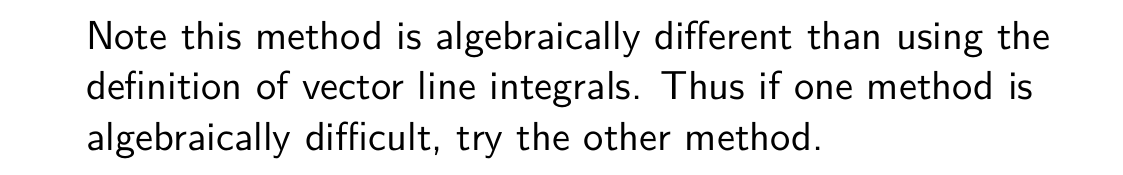 Note this method is algebraically different than using the
definition of vector line integrals. Thus if one method is
algebraically difficult, try the other method.